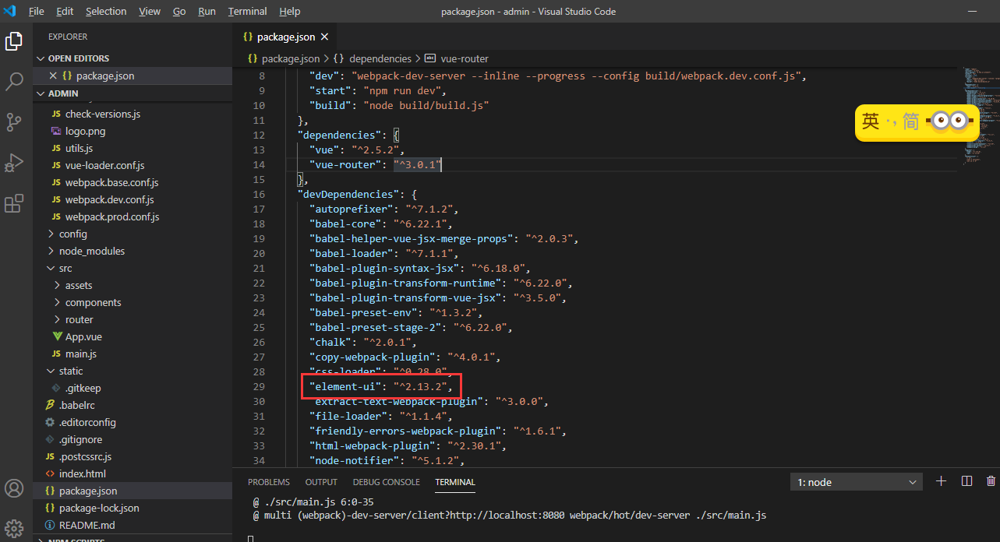 File Edit Selection View Go Run Terminal Help package.json - admin - Visual Studio Code
EXPLORER
OPEN EDITORS
package.json
ADMIN
check-versions.js
logo.png
utils.js
vue-loader.conf.js
webpack.base.conf.js
webpack.dev.conf.js
webpack.prod.conf.js
config
node_modules
src
assets
components
router
App.vue
main.js
static
.gitkeep
.babelrc
.editorconfig
.gitignore
.postcssrc.js
index.html
package.json
package-lock.json
README.md
NPM SCRIPTS
{} package.json
{} package.json > {} dependencies > vue-router
8 "dev": "webpack-dev-server --inline --progress --config build/webpack.dev.conf.js",
9 "start": "npm run dev",
10 "build": "node build/build.js"
11 },
12 "dependencies": {
13 "vue": "^2.5.2",
14 "vue-router": "^3.0.1"
15 },
16 "devDependencies": {
17 "autoprefixer": "^7.1.2",
18 "babel-core": "^6.22.1",
19 "babel-helper-vue-jsx-merge-props": "^2.0.3",
20 "babel-loader": "^7.1.1",
21 "babel-plugin-syntax-jsx": "^6.18.0",
22 "babel-plugin-transform-runtime": "^6.22.0",
23 "babel-plugin-transform-vue-jsx": "^3.5.0",
24 "babel-preset-env": "^1.3.2",
25 "babel-preset-stage-2": "^6.22.0",
26 "chalk": "^2.0.1",
27 "copy-webpack-plugin": "^4.0.1",
28 "css-loader": "^0.28.0",
29 "element-ui": "^2.13.2",
30 "extract-text-webpack-plugin": "^3.0.0",
31 "file-loader": "^1.1.4",
32 "friendly-errors-webpack-plugin": "^1.6.1",
33 "html-webpack-plugin": "^2.30.1",
34 "node-notifier": "^5.1.2",
英 ·, 简
PROBLEMS OUTPUT DEBUG CONSOLE TERMINAL 1: node
@ ./src/main.js 6:0-35
@ multi (webpack)-dev-server/client?http://localhost:8080 webpack/hot/dev-server ./src/main.js